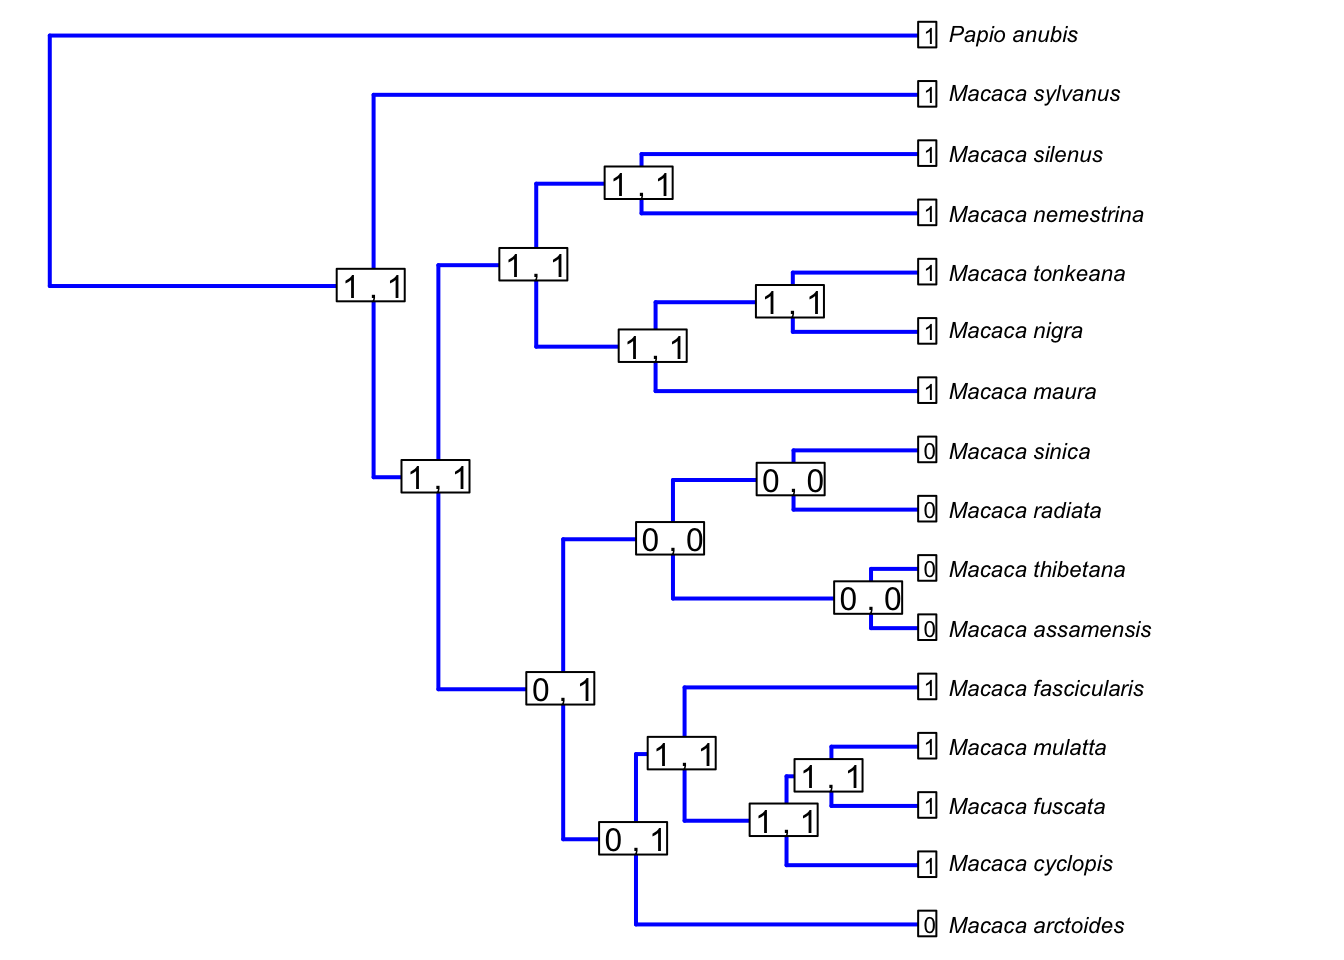 1 Papio anubis
1 Macaca sylvanus
1 Macaca silenus
1 , 1
1 Macaca nemestrina
1 , 1
1 Macaca tonkeana
1 , 1
1 , 1
1 Macaca nigra
1 , 1
1 Macaca maura
0 Macaca sinica
1 , 1
0 , 0
0 Macaca radiata
0 , 0
0 Macaca thibetana
0 , 0
0 Macaca assamensis
0 , 1
1 Macaca fascicularis
1 , 1
1 Macaca mulatta
1 , 1
1 Macaca fuscata
1 , 1
0 , 1
1 Macaca cyclopis
0 Macaca arctoides